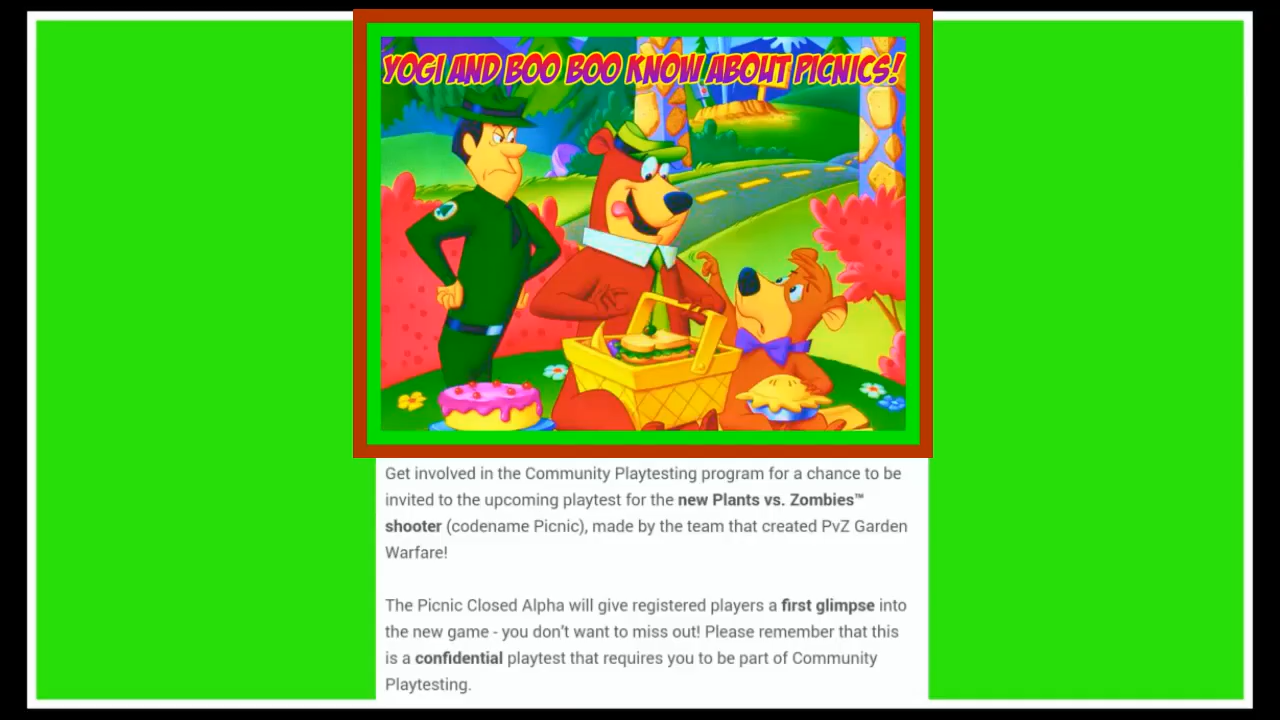 YOGI AND BOO BOO KNOW ABOUT PICNICS!
Get involved in the Community Playtesting program for a chance to be
invited to the upcoming playtest for the new Plants vs. Zombies™
shooter (codename Picnic), made by the team that created PvZ Garden
Warfare!
The Picnic Closed Alpha will give registered players a first glimpse into
the new game - you don't want to miss out! Please remember that this
is a confidential playtest that requires you to be part of Community
Playtesting.